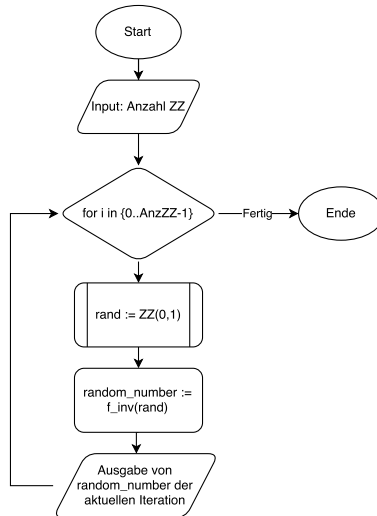 Start
Input: Anzahl ZZ
for i in {0..AnzZZ-1}
Fertig
Ende
rand := ZZ(0,1)
random_number :=
f_inv(rand)
Ausgabe von
random_number der
aktuellen Iteration